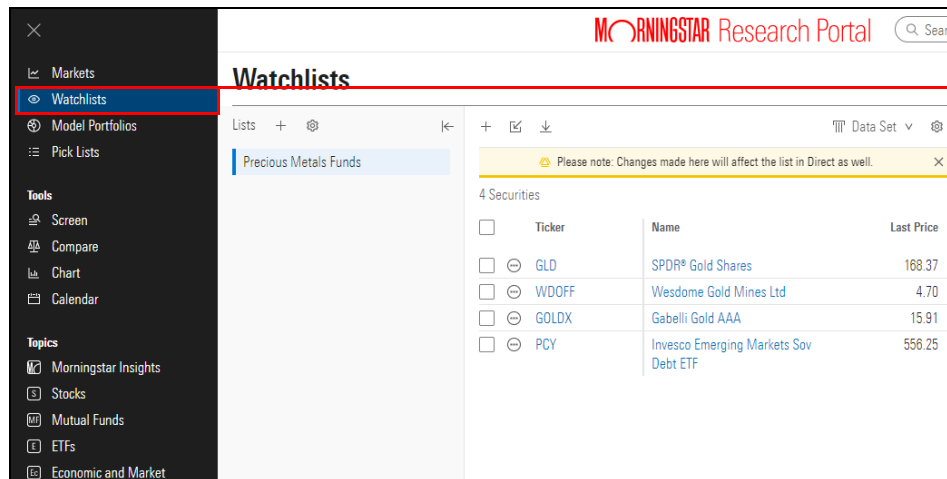 MORNINGSTAR Research Portal
Markets
Watchlists
Model Portfolios
Pick Lists
Tools
Screen
Compare
Chart
Calendar
Topics
Morningstar Insights
S Stocks
MF Mutual Funds
E ETFs
Ec Economic and Market
Watchlists
Lists
Precious Metals Funds
Data Set
Please note: Changes made here will affect the list in Direct as well.
4 Securities
Ticker Name Last Price
GLD SPDR® Gold Shares 168.37
WDOFF Wesdome Gold Mines Ltd 4.70
GOLDX Gabelli Gold AAA 15.91
PCY Invesco Emerging Markets Sov 556.25
Debt ETF